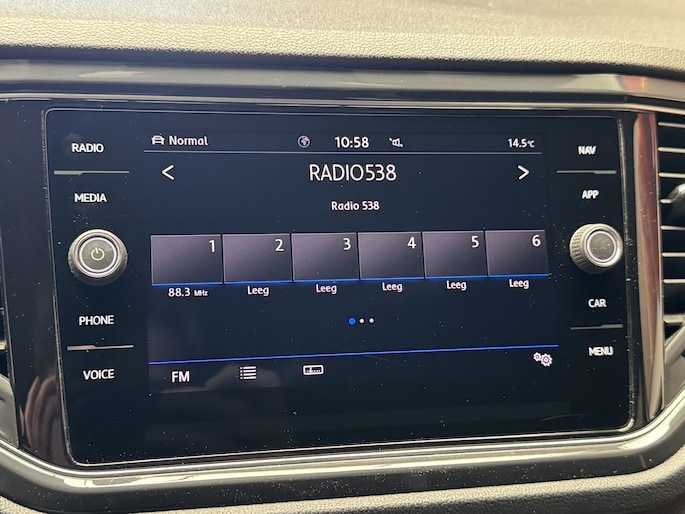 RADIO
MEDIA
PHONE
VOICE
Normal
10:58
14.5°C
< RADIO538 >
Radio 538
1 2 3 4 5 6
88.3 MHz Leeg Leeg Leeg Leeg Leeg
FM
NAV
APP
CAR
MENU